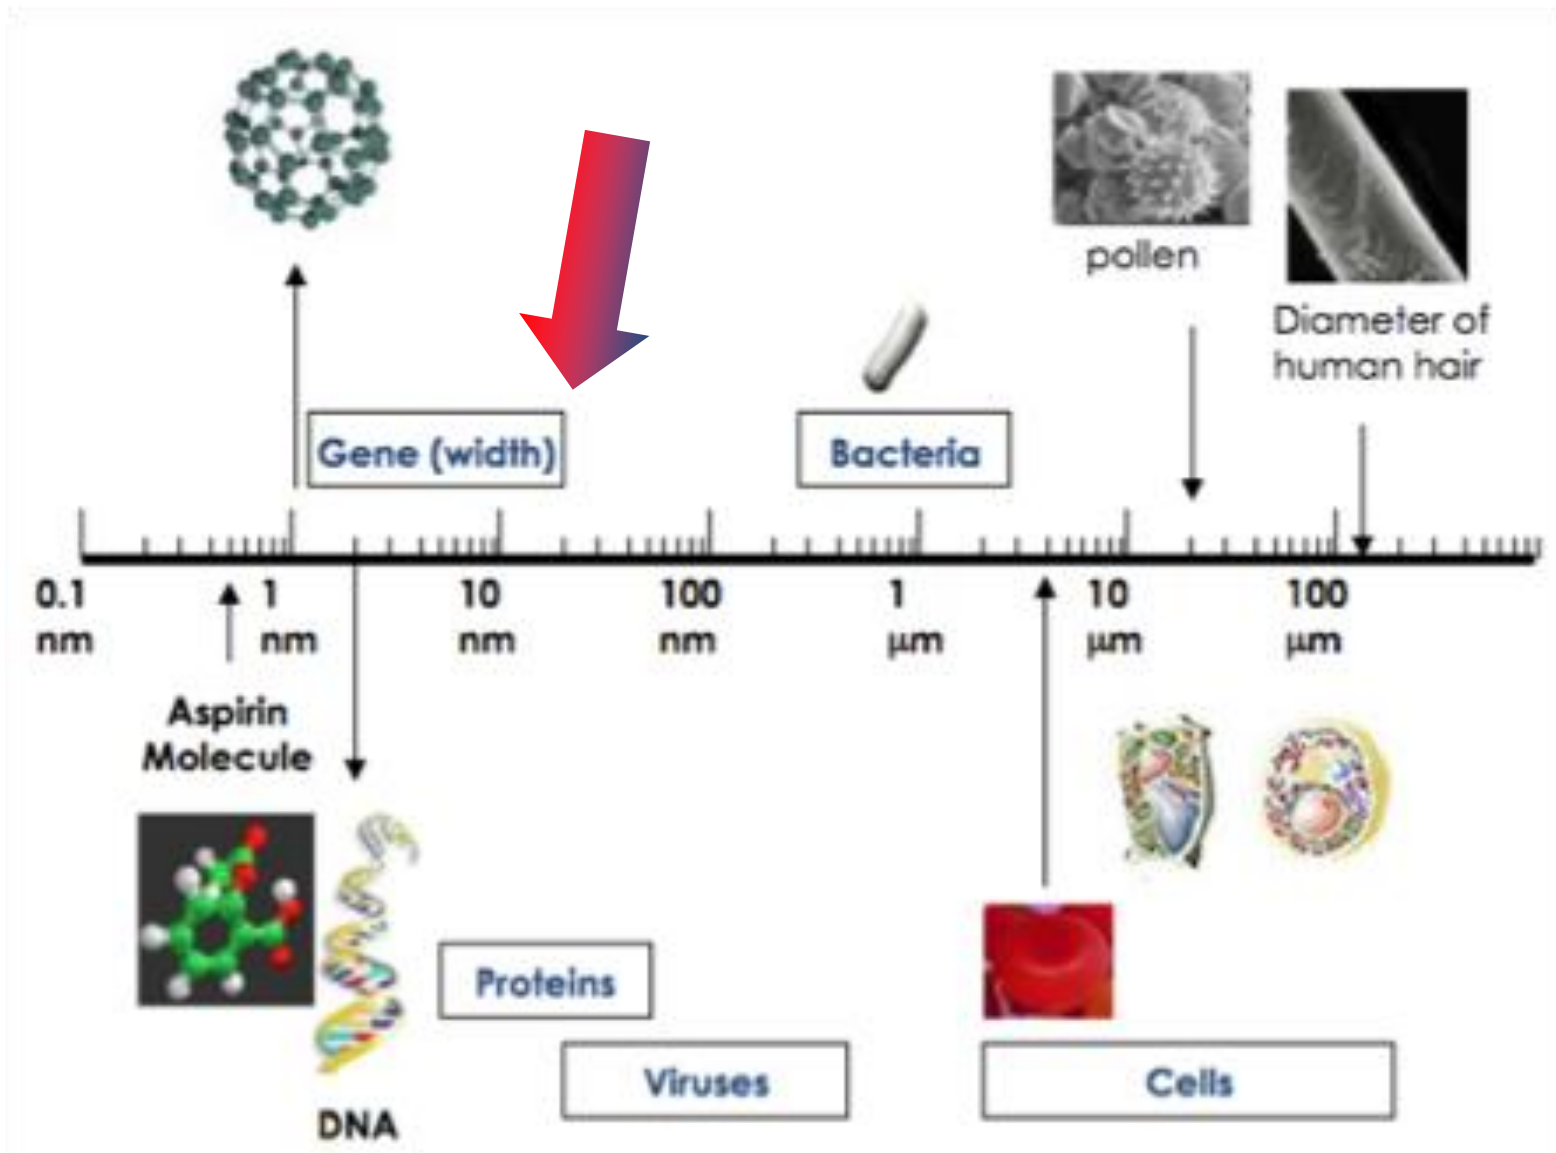 pollen
Diameter of
human hair
Gene (width)
Bacteria
0.1 nm
1 nm
10 nm
100 nm
1 μm
10 μm
100 μm
Aspirin
Molecule
Proteins
Viruses
Cells
DNA